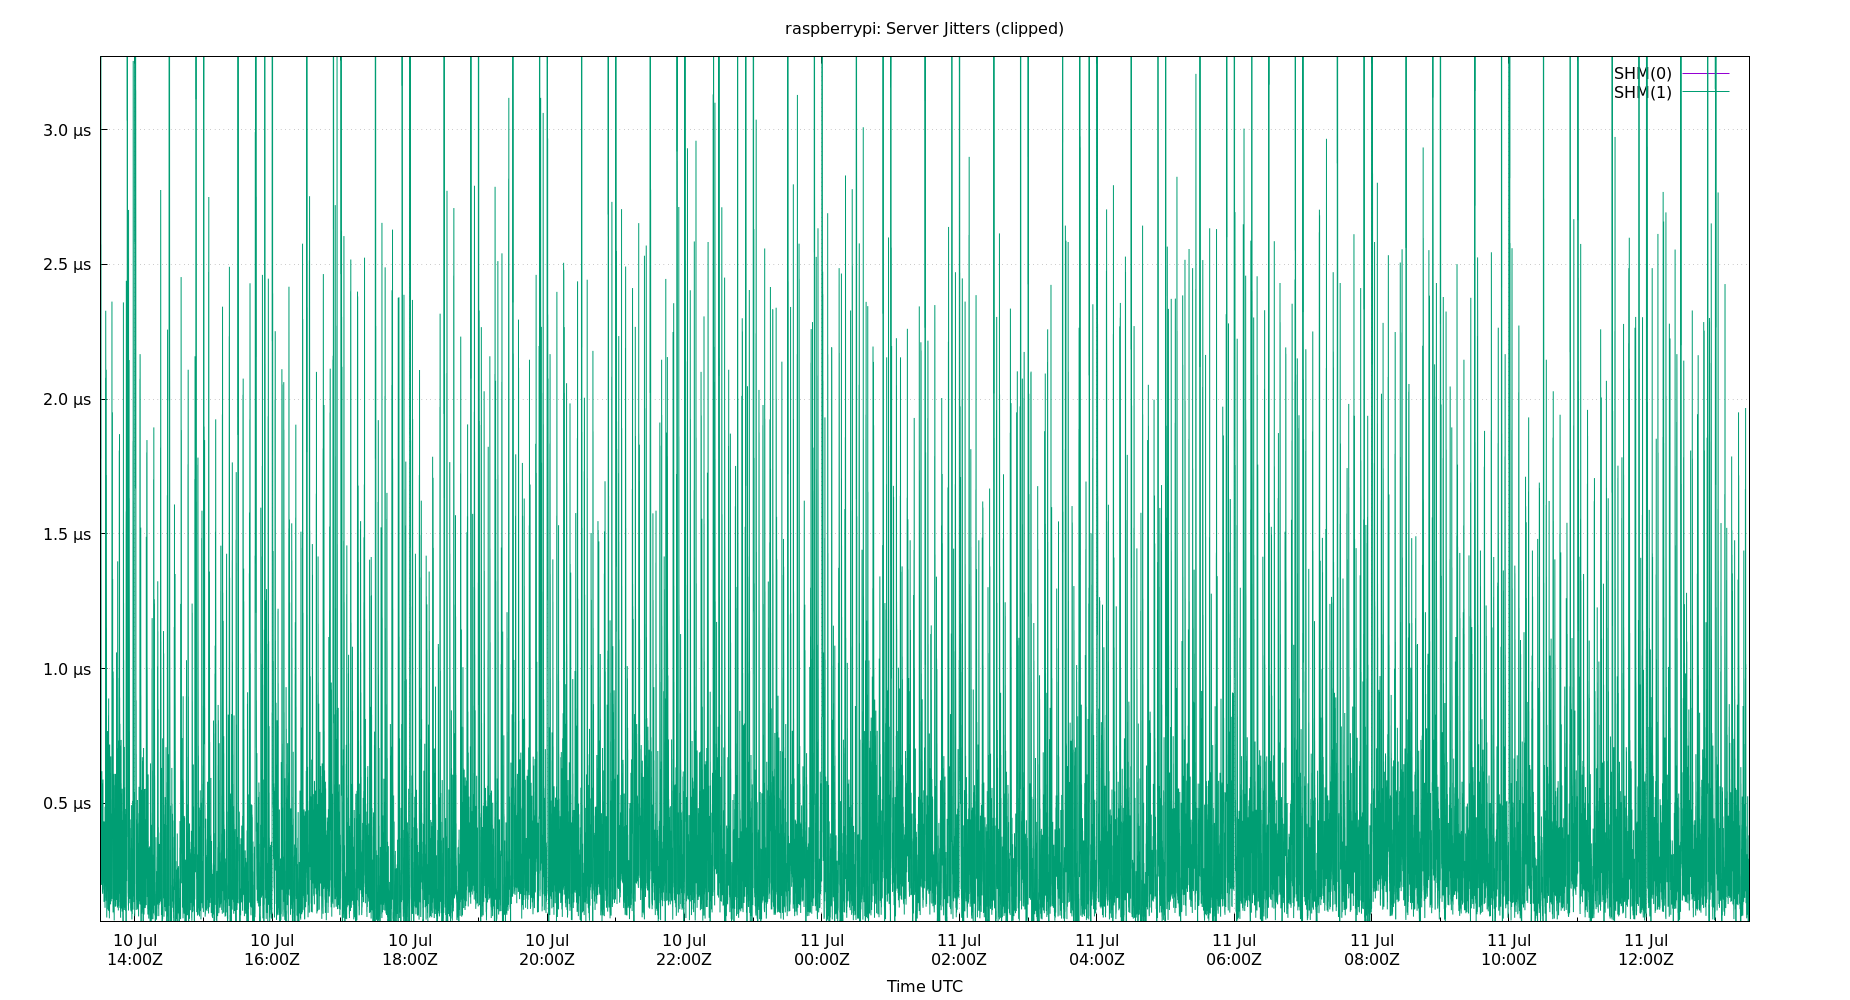 raspberrypi: Server Jitters (clipped)
SHM(0)
SHM(1)
3.0 µs
2.5 µs
2.0 µs
1.5 µs
1.0 µs
0.5 µs
10 Jul 10 Jul 10 Jul 10 Jul 10 Jul 11 Jul 11 Jul 11 Jul 11 Jul 11 Jul 11 Jul 11 Jul
14:00Z 16:00Z 18:00Z 20:00Z 22:00Z 00:00Z 02:00Z 04:00Z 06:00Z 08:00Z 10:00Z 12:00Z
Time UTC